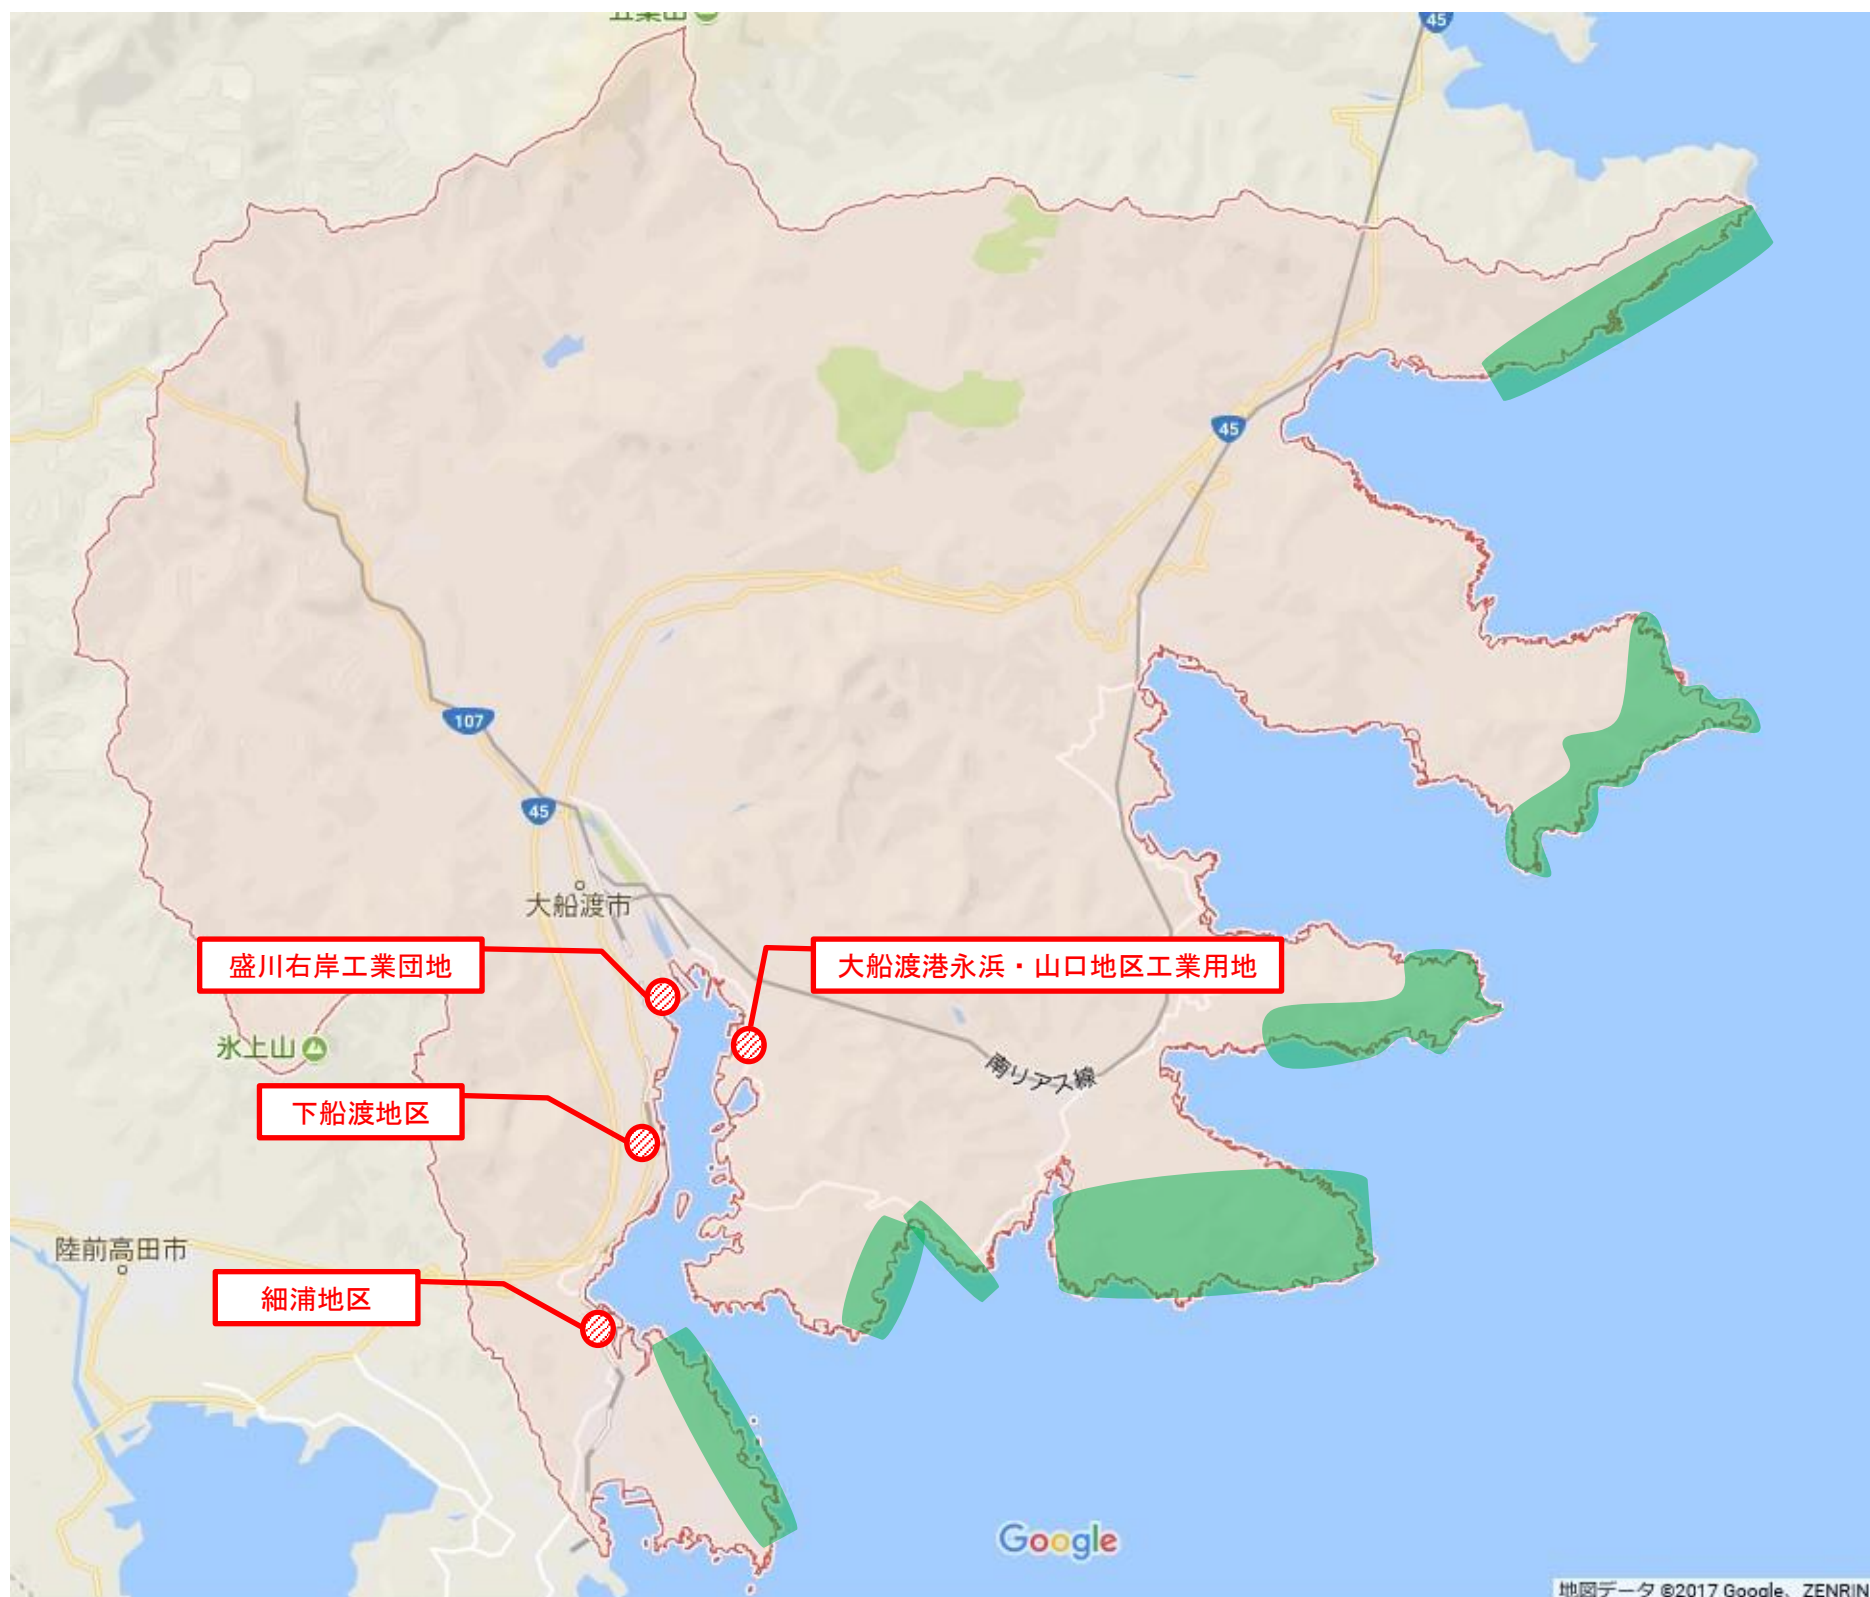 五葉山
45
45
107
45
大船渡市
盛川右岸工業団地
大船渡港永浜・山口地区工業用地
氷上山
南リアス線
下船渡地区
陸前高田市
細浦地区
Google
地図データ ©2017 Google、ZENRIN